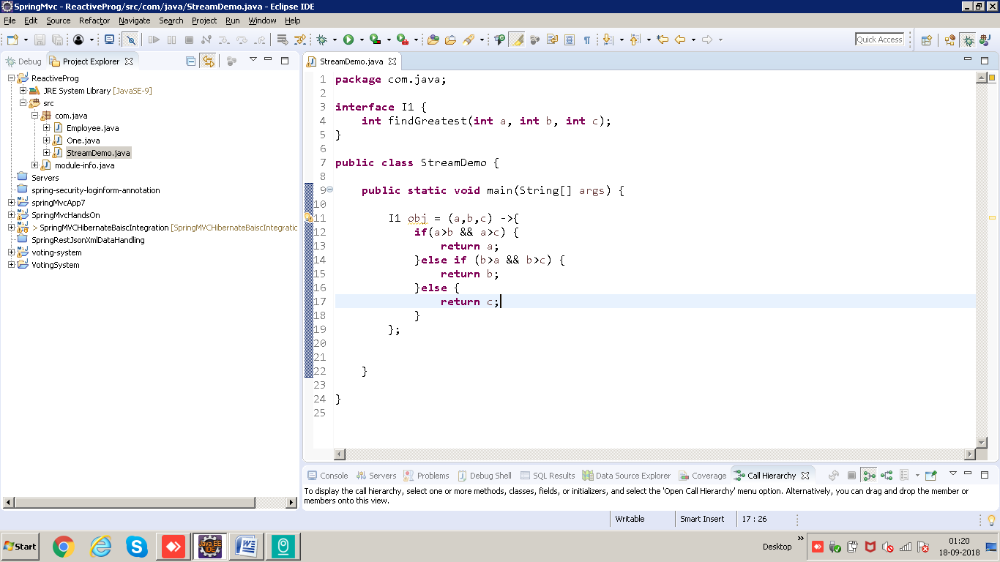 SpringMvc - ReactiveProg/src/com/java/StreamDemo.java - Eclipse IDE
File Edit Source Refactor Navigate Search Project Run Window Help
Quick Access
Debug Project Explorer
ReactiveProg
JRE System Library [JavaSE-9]
src
com.java
Employee.java
One.java
StreamDemo.java
module-info.java
Servers
spring-security-loginform-annotation
springMvcApp7
SpringMvcHandsOn
> SpringMVCHibernateBaiscIntegration [SpringMVCHibernateBaiscIntegratic
SpringRestJsonXmlDataHandling
voting-system
VotingSystem
StreamDemo.java
1 package com.java;
2
3 interface I1 {
4     int findGreatest(int a, int b, int c);
5 }
6
7 public class StreamDemo {
8
9     public static void main(String[] args) {
10
11         I1 obj = (a,b,c) ->{
12             if(a>b && a>c) {
13                 return a;
14             }else if (b>a && b>c) {
15                 return b;
16             }else {
17                 return c;
18             }
19         };
20
21
22     }
23
24 }
25
Console Servers Problems Debug Shell SQL Results Data Source Explorer Coverage Call Hierarchy
To display the call hierarchy, select one or more methods, classes, fields, or initializers, and select the 'Open Call Hierarchy' menu option. Alternatively, you can drag and drop the member or
members onto this view.
Writable Smart Insert 17 : 26
Start
Java EE
IDE
Desktop
01:20
18-09-2018